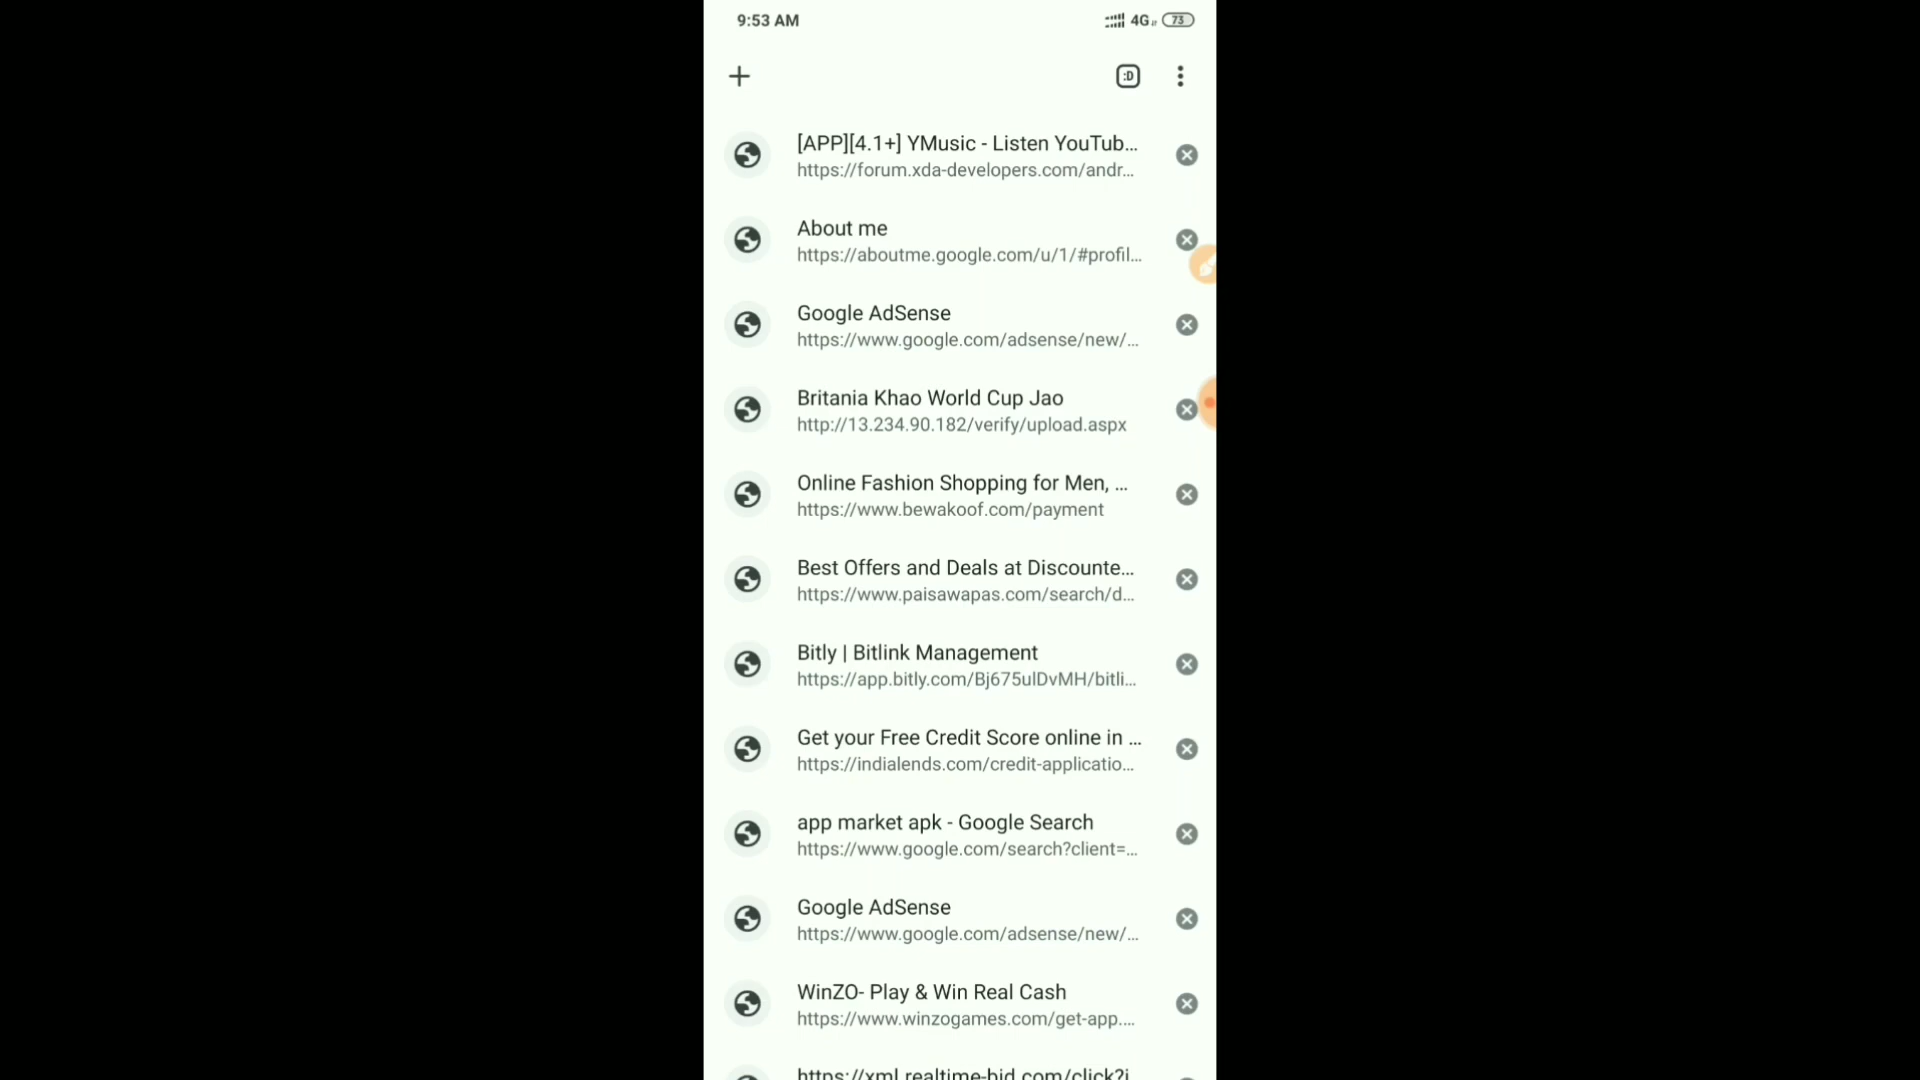 9:53 AM
4G 73
+ :D
[APP][4.1+] YMusic - Listen YouTub...
https://forum.xda-developers.com/andr...
About me
https://aboutme.google.com/u/1/#profil...
Google AdSense
https://www.google.com/adsense/new/...
Britania Khao World Cup Jao
http://13.234.90.182/verify/upload.aspx
Online Fashion Shopping for Men, ...
https://www.bewakoof.com/payment
Best Offers and Deals at Discounte...
https://www.paisawapas.com/search/d...
Bitly | Bitlink Management
https://app.bitly.com/Bj675ulDvMH/bitli...
Get your Free Credit Score online in ...
https://indialends.com/credit-applicatio...
app market apk - Google Search
https://www.google.com/search?client=...
Google AdSense
https://www.google.com/adsense/new/...
WinZO- Play & Win Real Cash
https://www.winzogames.com/get-app....
https://xml.realtime-bid.com/click?i